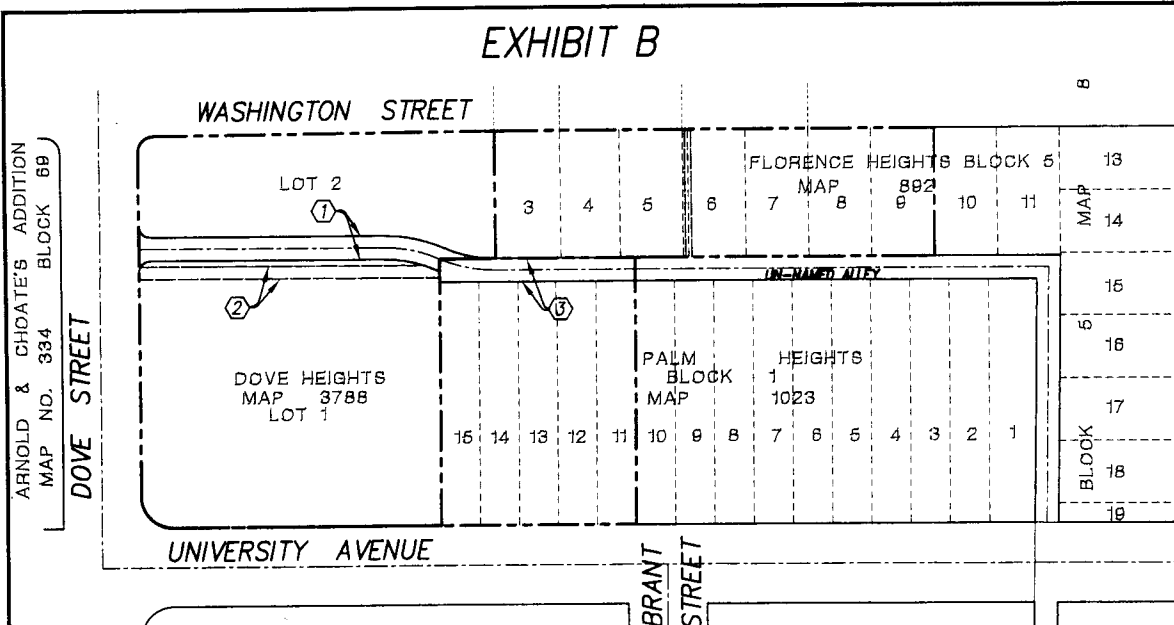 EXHIBIT B
WASHINGTON STREET
8
ARNOLD & CHOATE'S ADDITION
MAP NO. 334 BLOCK 69
DOVE STREET
LOT 2
1
2
3
3 4 5 6 7 8 9 10 11
FLORENCE HEIGHTS BLOCK 5
MAP 892
UN-NAMED ALLEY
DOVE HEIGHTS
MAP 3788
LOT 1
PALM HEIGHTS
BLOCK 1
MAP 1023
15 14 13 12 11 10 9 8 7 6 5 4 3 2 1
MAP
5
BLOCK
13
14
15
16
17
18
19
UNIVERSITY AVENUE
BRANT
STREET